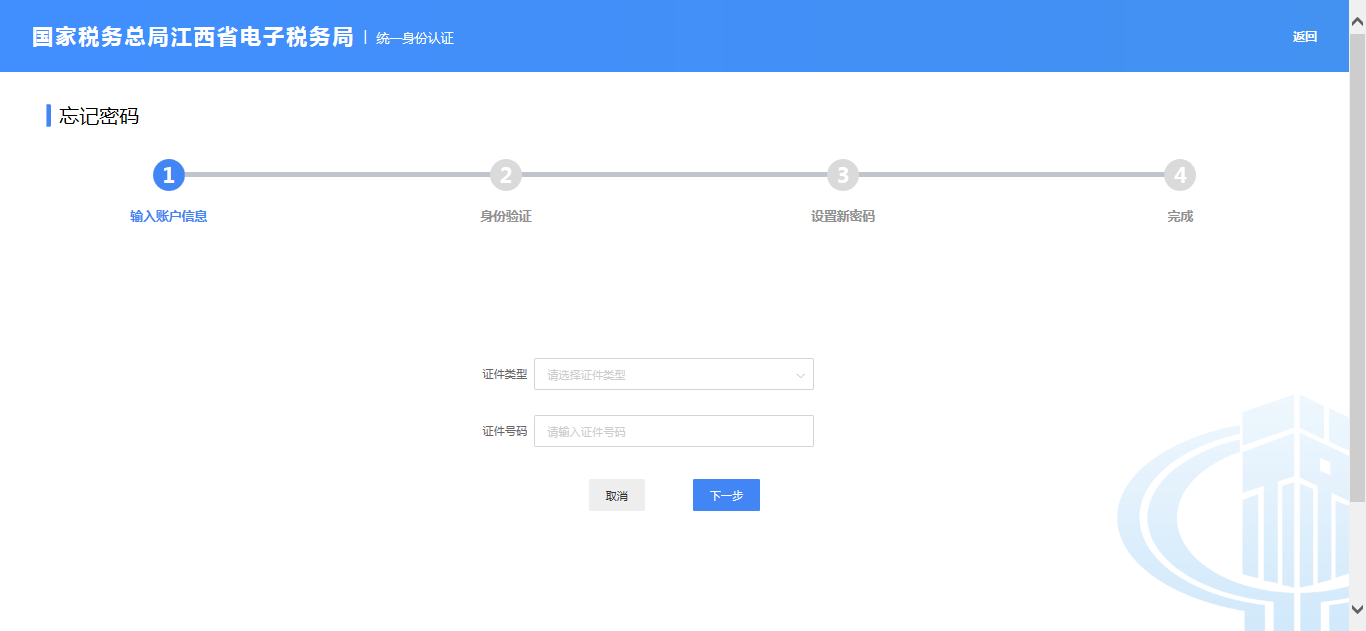 国家税务总局江西省电子税务局 | 统一身份认证 返回
忘记密码
1 2 3 4
输入账户信息 身份验证 设置新密码 完成
证件类型 请选择证件类型
证件号码 请输入证件号码
取消 下一步